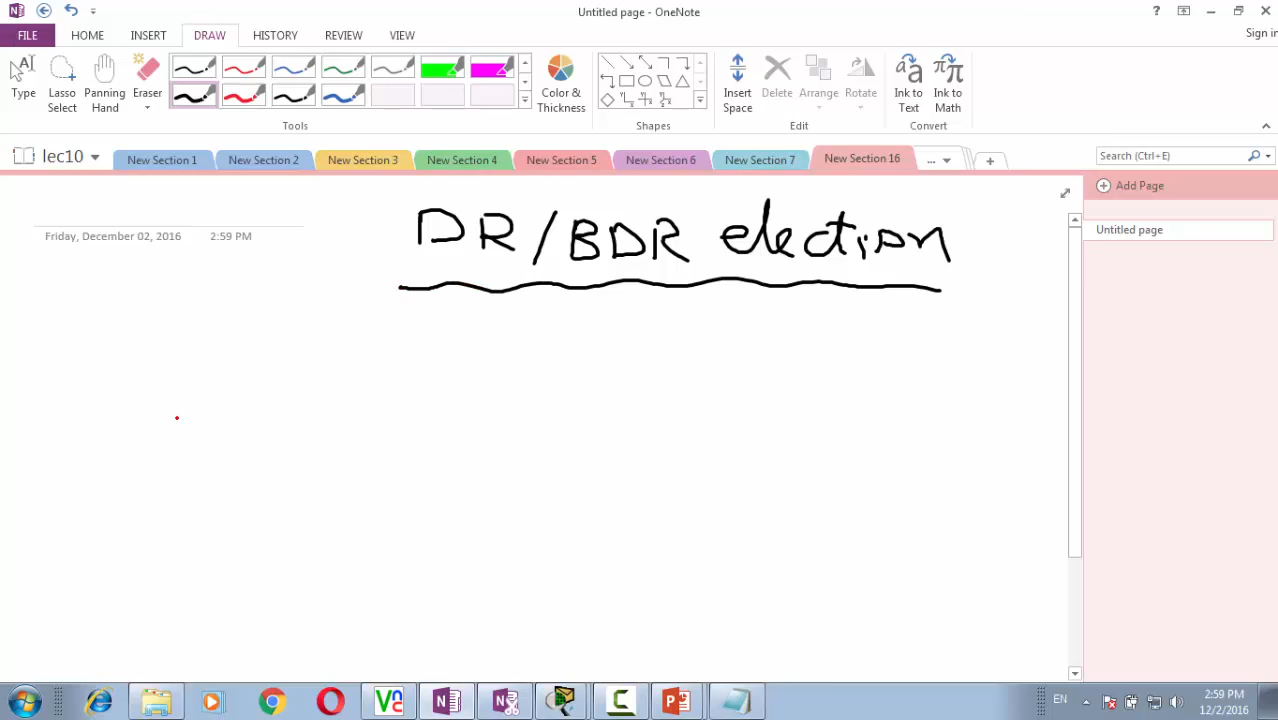 Untitled page - OneNote
?
FILE HOME INSERT DRAW HISTORY REVIEW VIEW
Sign in
Type Lasso Select Panning Hand Eraser Color & Thickness Insert Space Delete Arrange Rotate Ink to Text Ink to Math
Tools Shapes Edit Convert
lec10 New Section 1 New Section 2 New Section 3 New Section 4 New Section 5 New Section 6 New Section 7 New Section 16 ... + Search (Ctrl+E)
Add Page
Untitled page
DR/BDR election
Friday, December 02, 2016 2:59 PM
EN 2:59 PM
12/2/2016